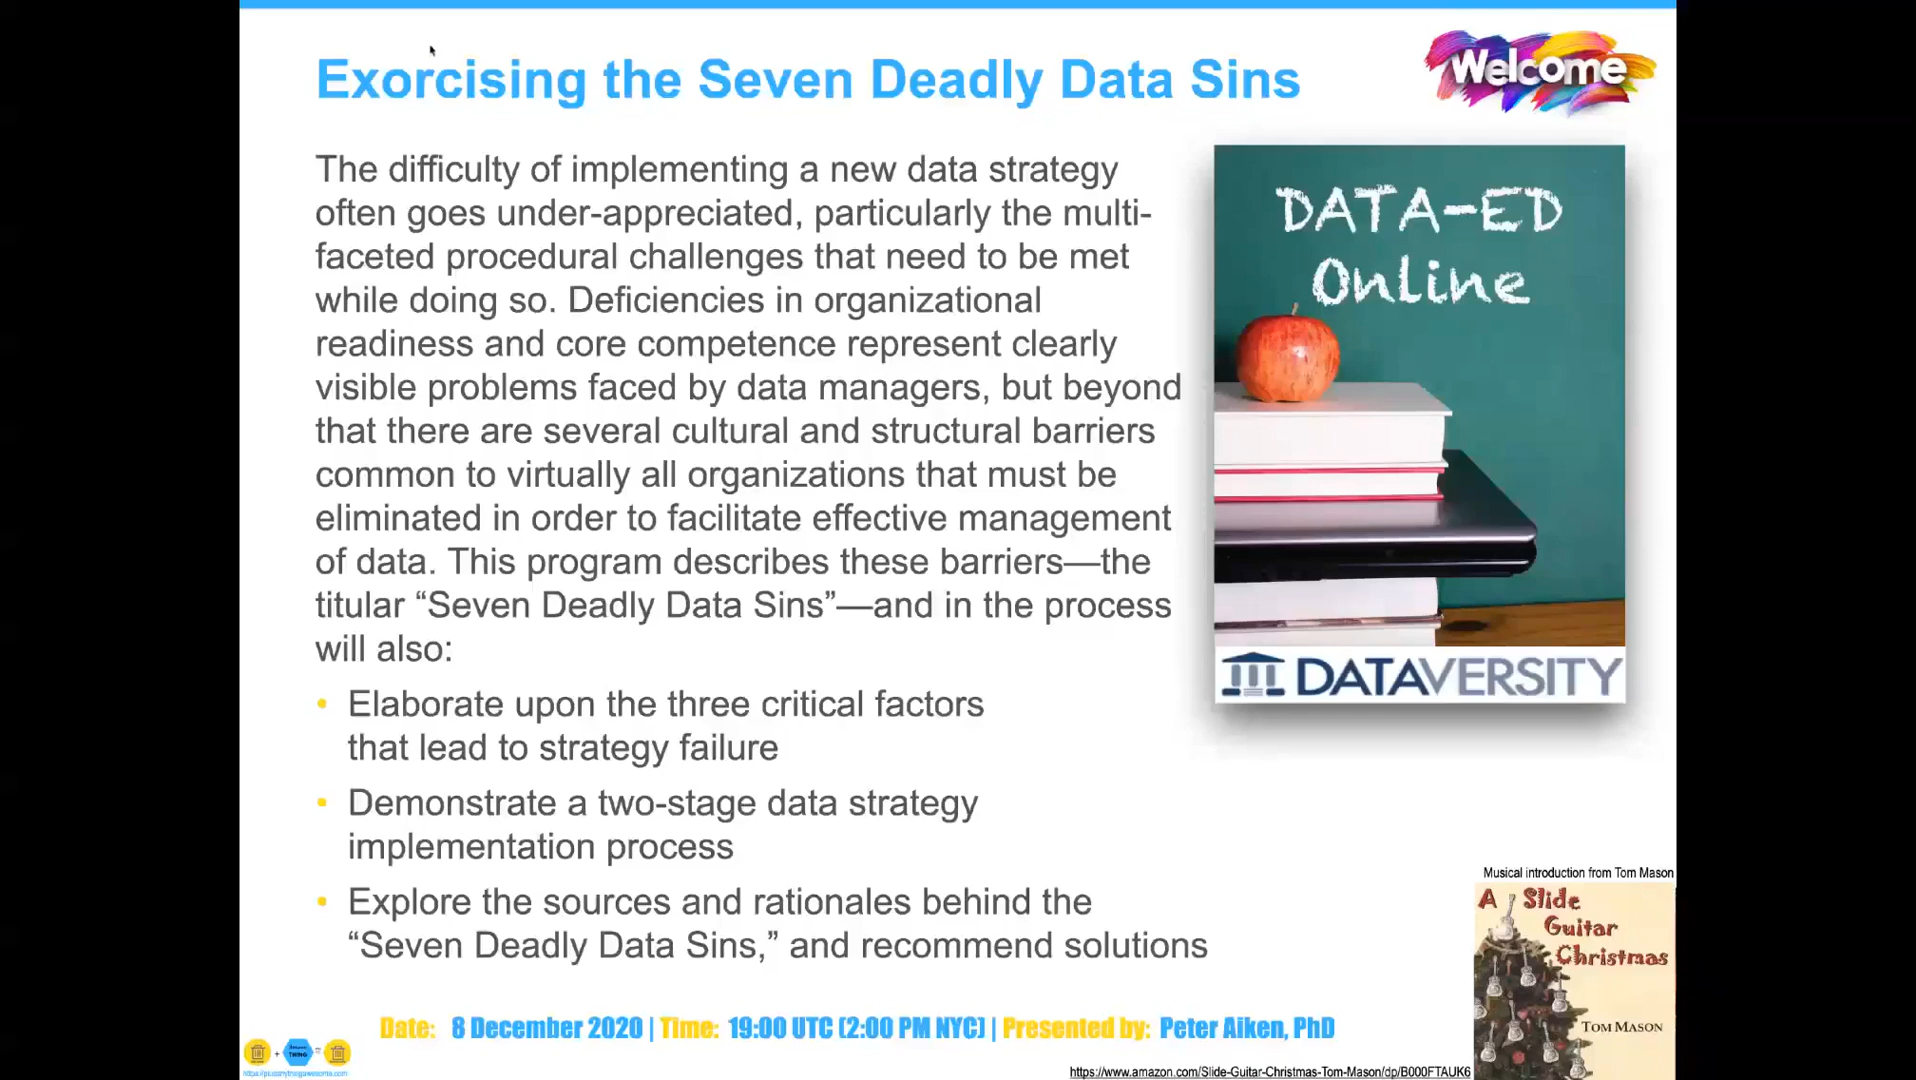 Exorcising the Seven Deadly Data Sins
Welcome
The difficulty of implementing a new data strategy
often goes under-appreciated, particularly the multi-
faceted procedural challenges that need to be met
while doing so. Deficiencies in organizational
readiness and core competence represent clearly
visible problems faced by data managers, but beyond
that there are several cultural and structural barriers
common to virtually all organizations that must be
eliminated in order to facilitate effective management
of data. This program describes these barriers—the
titular “Seven Deadly Data Sins”—and in the process
will also:
• Elaborate upon the three critical factors
that lead to strategy failure
• Demonstrate a two-stage data strategy
implementation process
• Explore the sources and rationales behind the
“Seven Deadly Data Sins,” and recommend solutions
DATA-ED
Online
DATAVERSITY
Musical introduction from Tom Mason
A Slide
Guitar
Christmas
TOM MASON
Date: 8 December 2020 | Time: 19:00 UTC (2:00 PM NYC) | Presented by: Peter Aiken, PhD
https://www.amazon.com/Slide-Guitar-Christmas-Tom-Mason/dp/B000FTAUK6